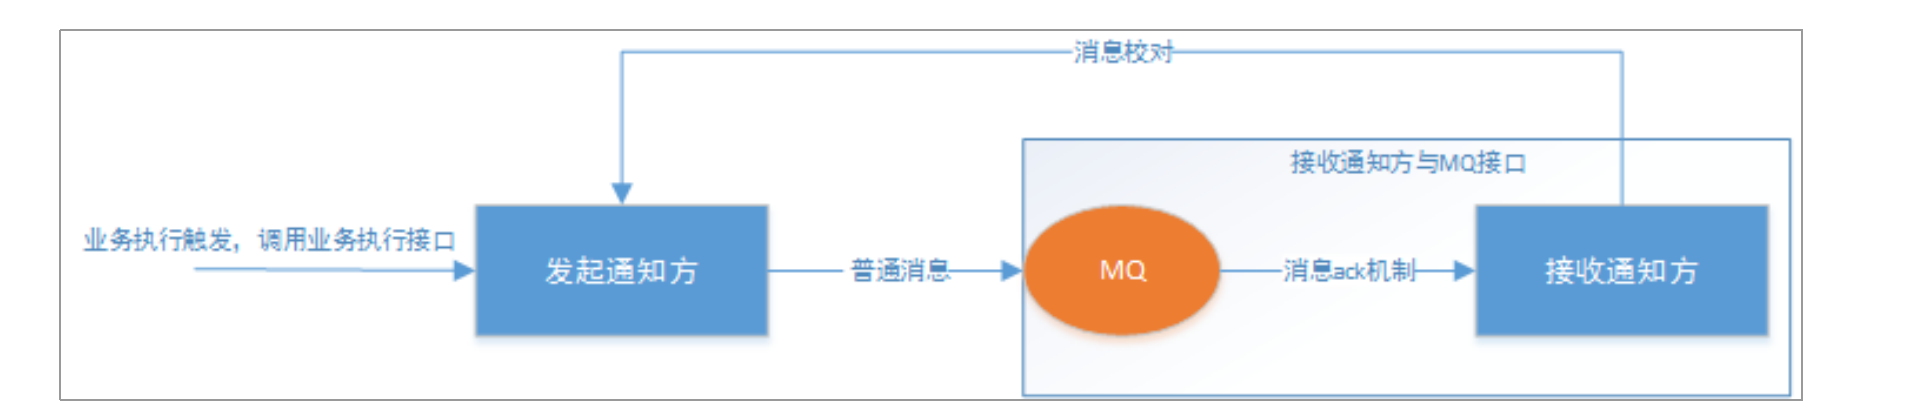 消息校对
接收通知方与MQ接口
业务执行触发，调用业务执行接口
发起通知方
普通消息
MQ
消息ack机制
接收通知方